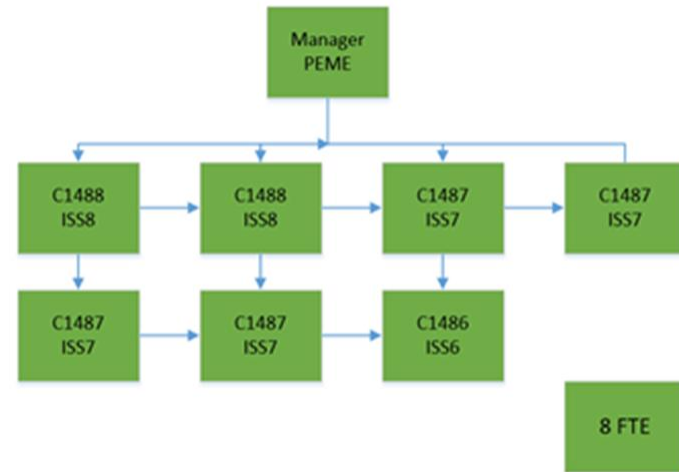 Manager
PEME
C1488
ISS8
C1488
ISS8
C1487
ISS7
C1487
ISS7
C1487
ISS7
C1487
ISS7
C1486
ISS6
8 FTE